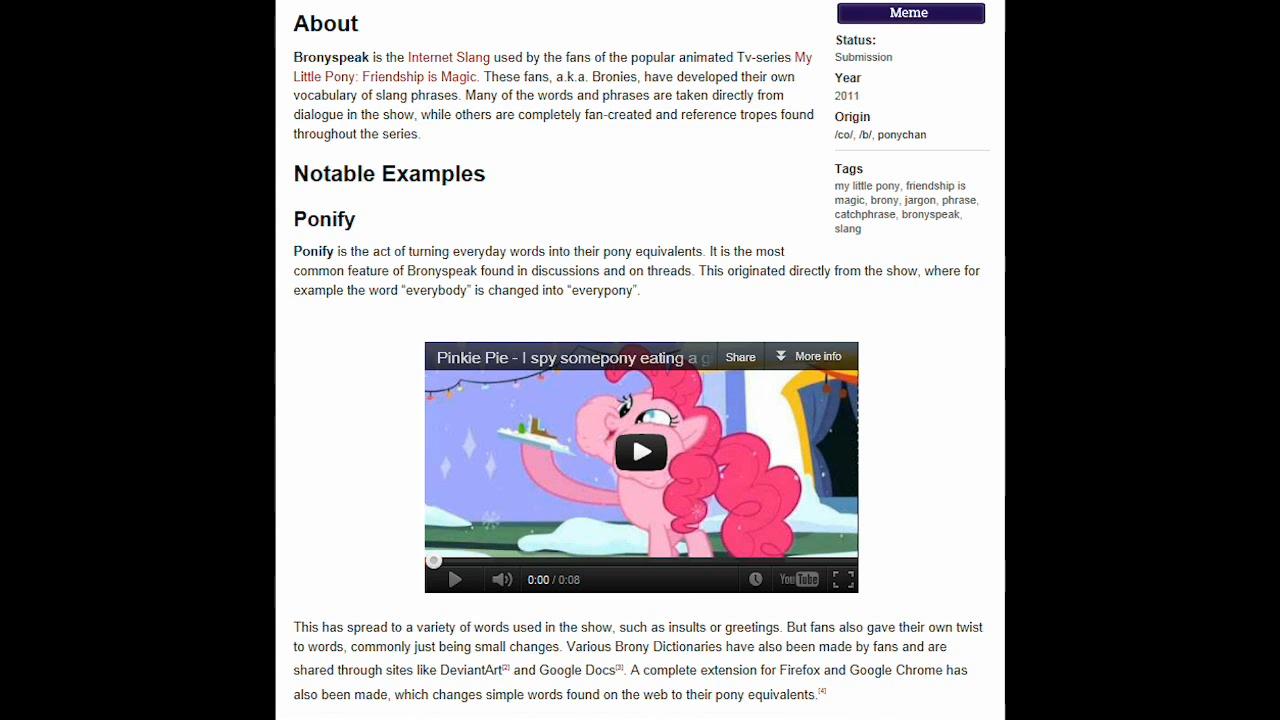 About
Bronyspeak is the Internet Slang used by the fans of the popular animated Tv-series My
Little Pony: Friendship is Magic. These fans, a.k.a. Bronies, have developed their own
vocabulary of slang phrases. Many of the words and phrases are taken directly from
dialogue in the show, while others are completely fan-created and reference tropes found
throughout the series.
Meme
Status:
Submission
Year
2011
Origin
/co/, /b/, ponychan
Tags
my little pony, friendship is
magic, brony, jargon, phrase,
catchphrase, bronyspeak,
slang
Notable Examples
Ponify
Ponify is the act of turning everyday words into their pony equivalents. It is the most
common feature of Bronyspeak found in discussions and on threads. This originated directly from the show, where for
example the word “everybody” is changed into “everypony”.
Pinkie Pie - I spy somepony eating a g
Share
More info
0:00 / 0:08
YouTube
This has spread to a variety of words used in the show, such as insults or greetings. But fans also gave their own twist
to words, commonly just being small changes. Various Brony Dictionaries have also been made by fans and are
shared through sites like DeviantArt[2] and Google Docs[3]. A complete extension for Firefox and Google Chrome has
also been made, which changes simple words found on the web to their pony equivalents.[4]